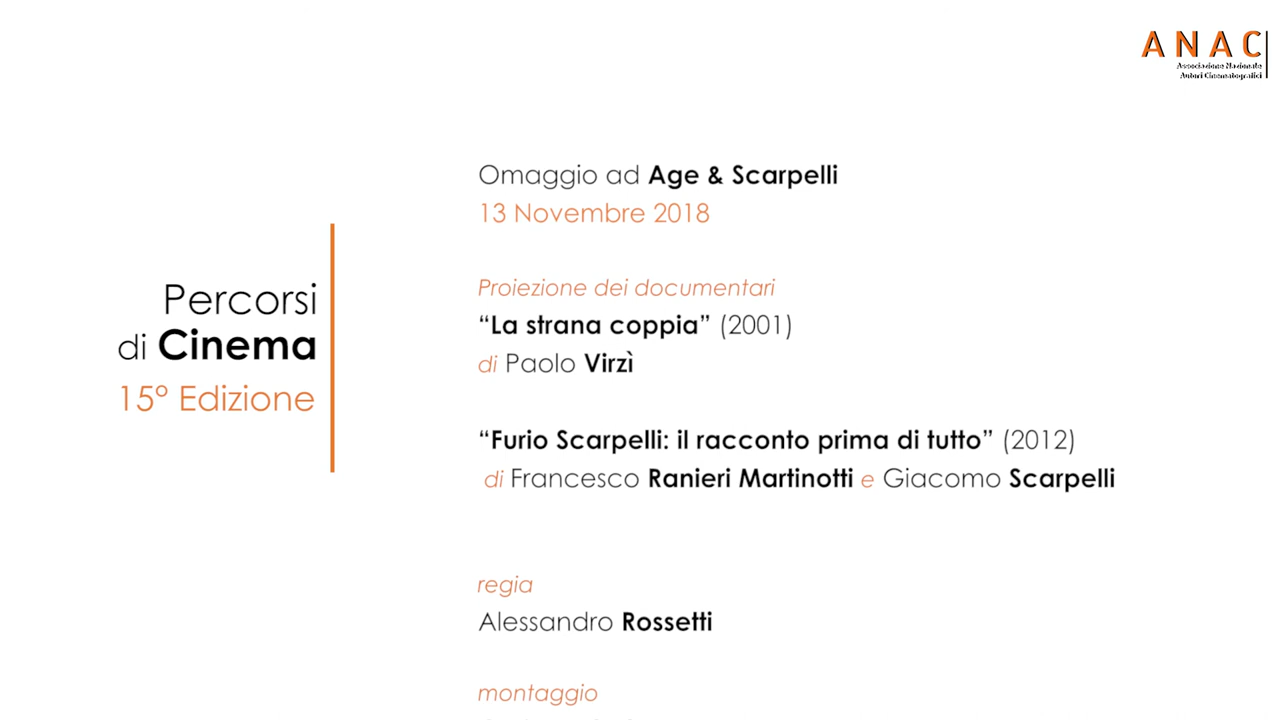 ANAC
Associazione Nazionale
Autori Cinematografici
Percorsi
di Cinema
15° Edizione
Omaggio ad Age & Scarpelli
13 Novembre 2018
Proiezione dei documentari
“La strana coppia” (2001)
di Paolo Virzì
“Furio Scarpelli: il racconto prima di tutto” (2012)
di Francesco Ranieri Martinotti e Giacomo Scarpelli
regia
Alessandro Rossetti
montaggio